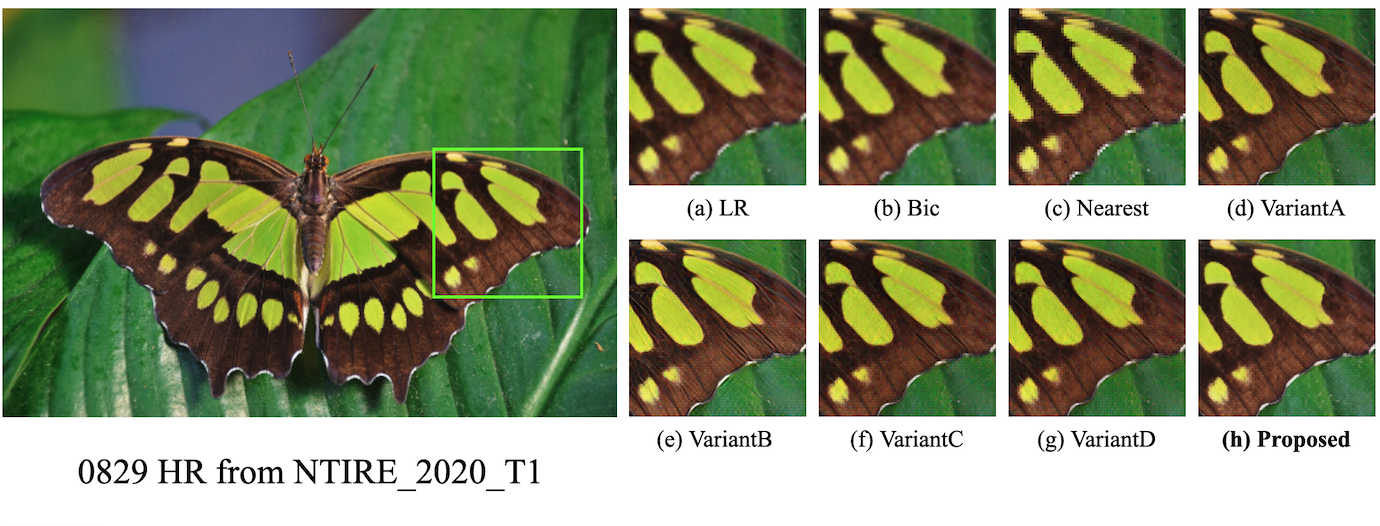 (a) LR
(b) Bic
(c) Nearest
(d) VariantA
(e) VariantB
(f) VariantC
(g) VariantD
(h) Proposed
0829 HR from NTIRE_2020_T1